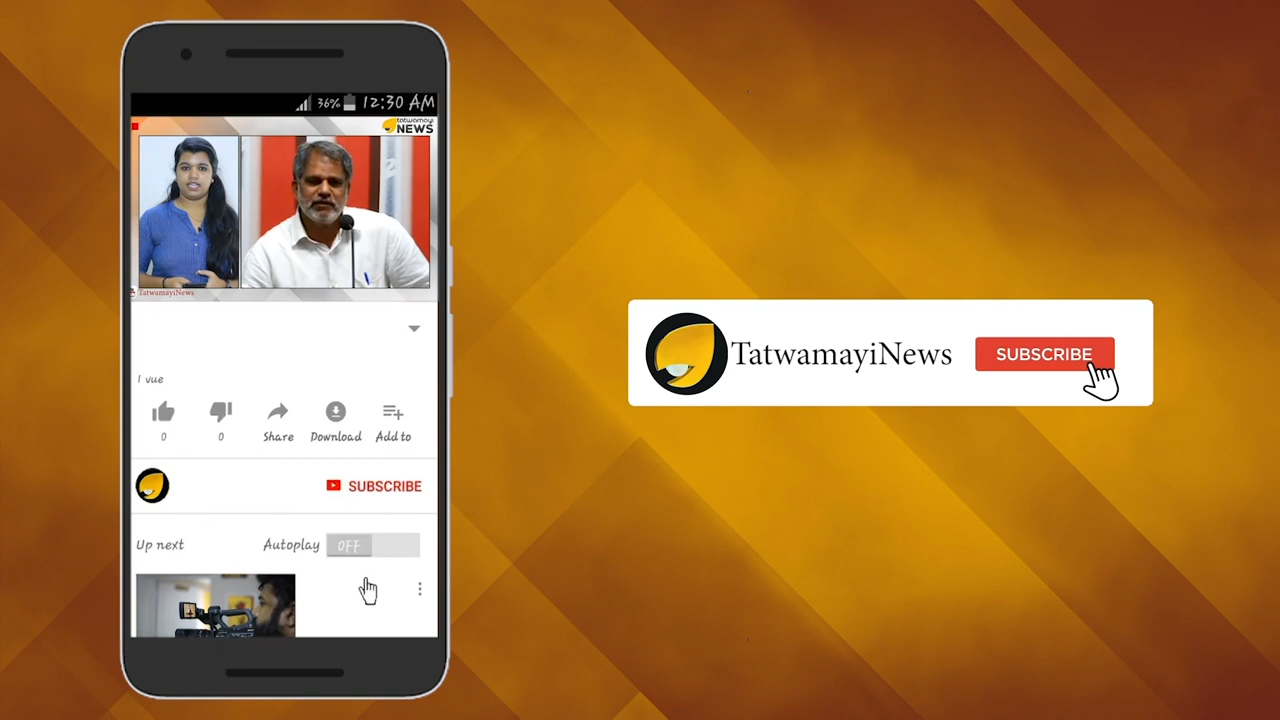 36% 12:30 AM
tatwamayi
NEWS
TatwamayiNews
1 vue
0 0 Share Download Add to
SUBSCRIBE
Up next Autoplay OFF
TatwamayiNews SUBSCRIBE